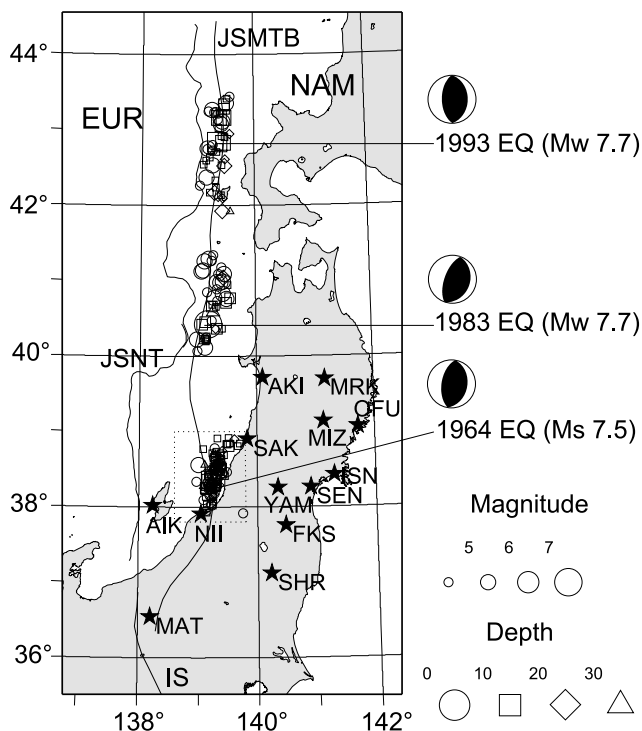 44°
42°
40°
38°
36°
138°
140°
142°
JSMTB
NAM
EUR
JSNT
AKI
MRK
OFU
MIZ
SAK
ISN
SEN
YAM
AIK
NII
FKS
SHR
MAT
IS
1993 EQ (Mw 7.7)
1983 EQ (Mw 7.7)
1964 EQ (Ms 7.5)
Magnitude
5 6 7
Depth
0 10 20 30